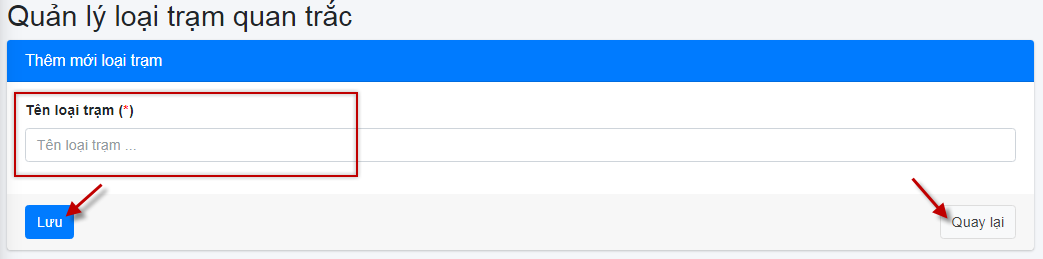 Quản lý loại trạm quan trắc
Thêm mới loại trạm
Tên loại trạm (*)
Tên loại trạm ...
Lưu
Quay lại